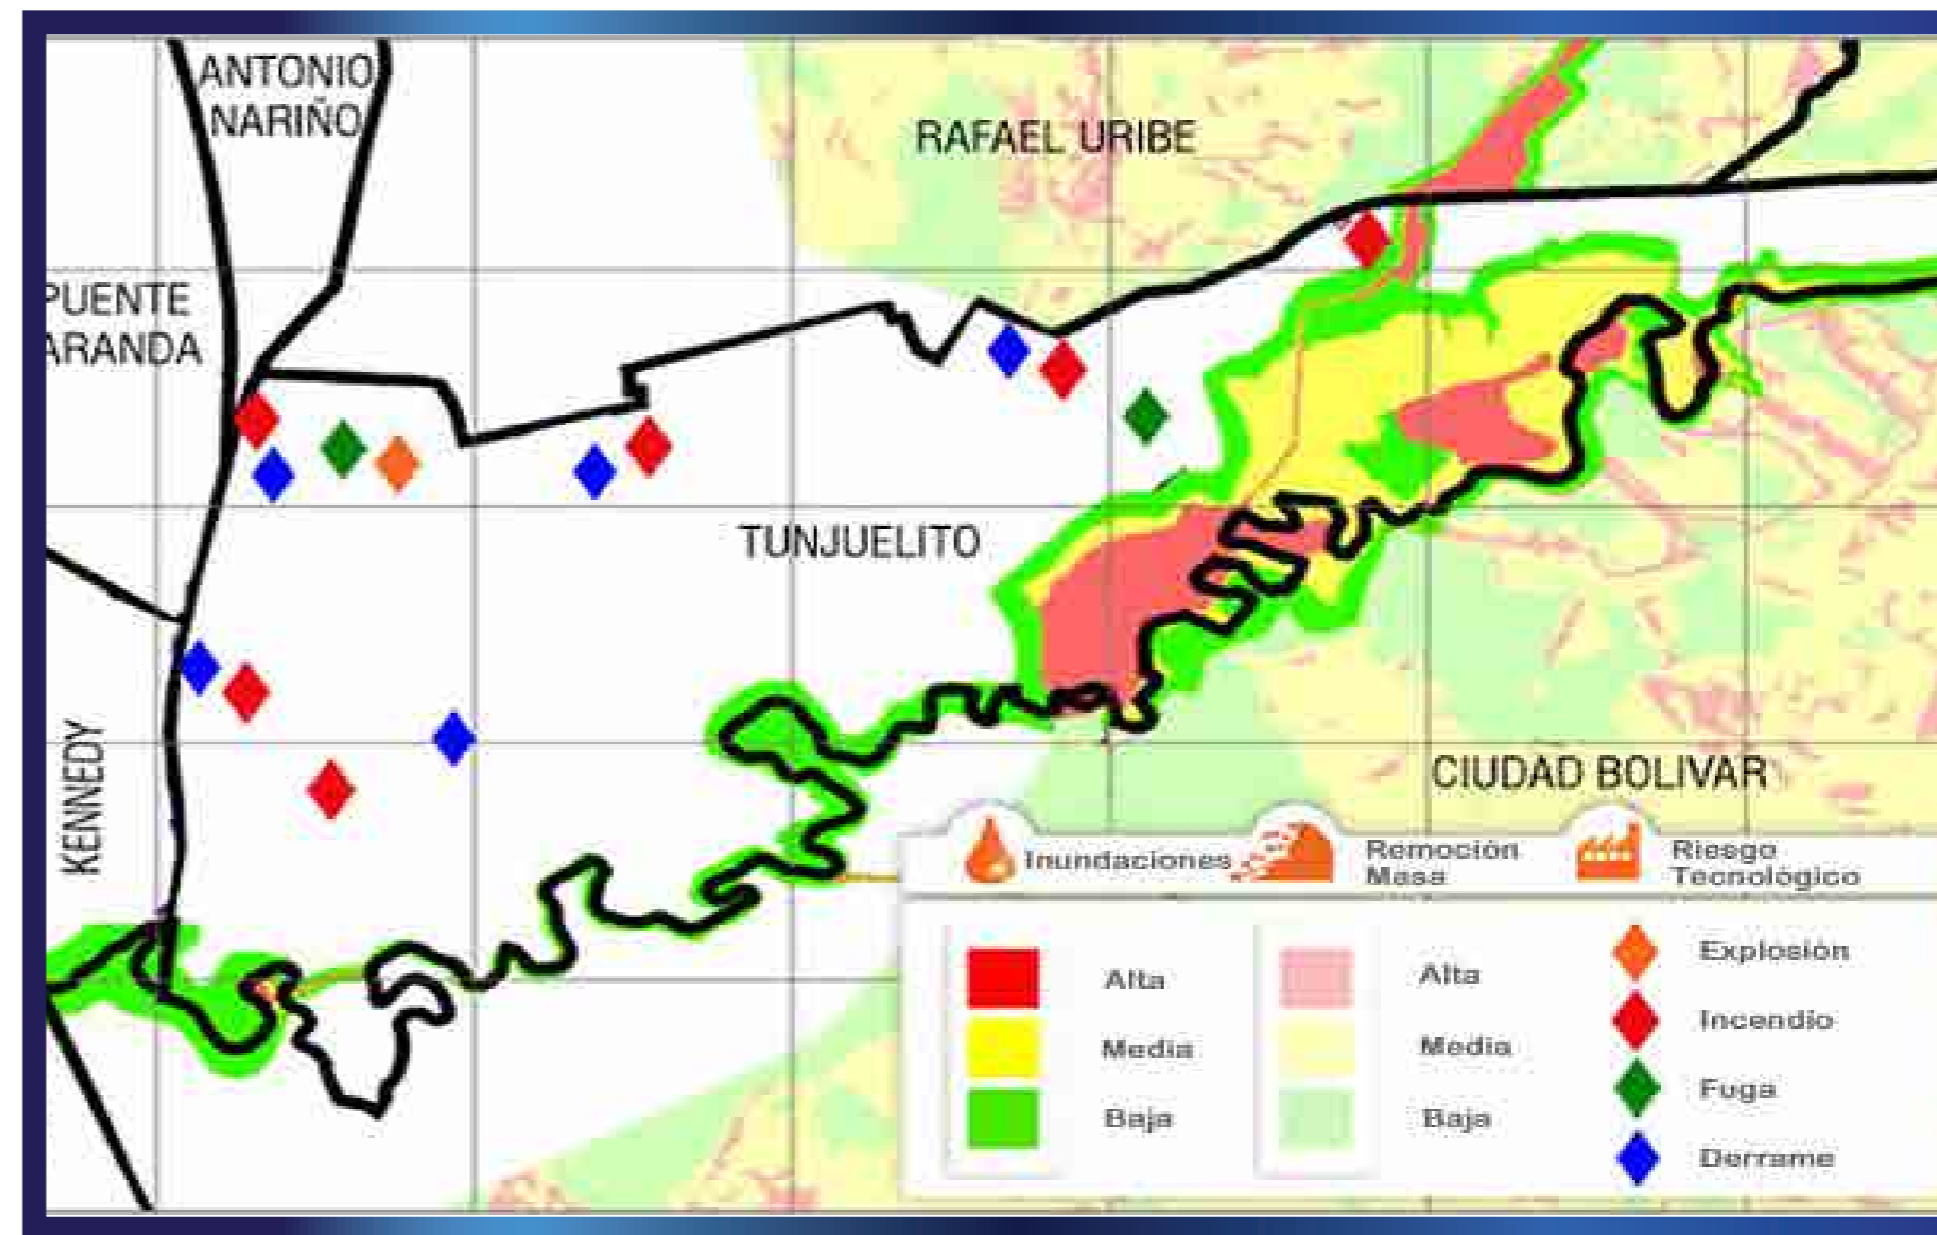 ANTONIO
NARIÑO
RAFAEL URIBE
PUENTE
ARANDA
TUNJUELITO
KENNEDY
CIUDAD BOLIVAR
Inundaciones
Remoción
Masa
Riesgo
Tecnológico
Alta
Media
Baja
Alta
Media
Baja
Explosión
Incendio
Fuga
Derrame